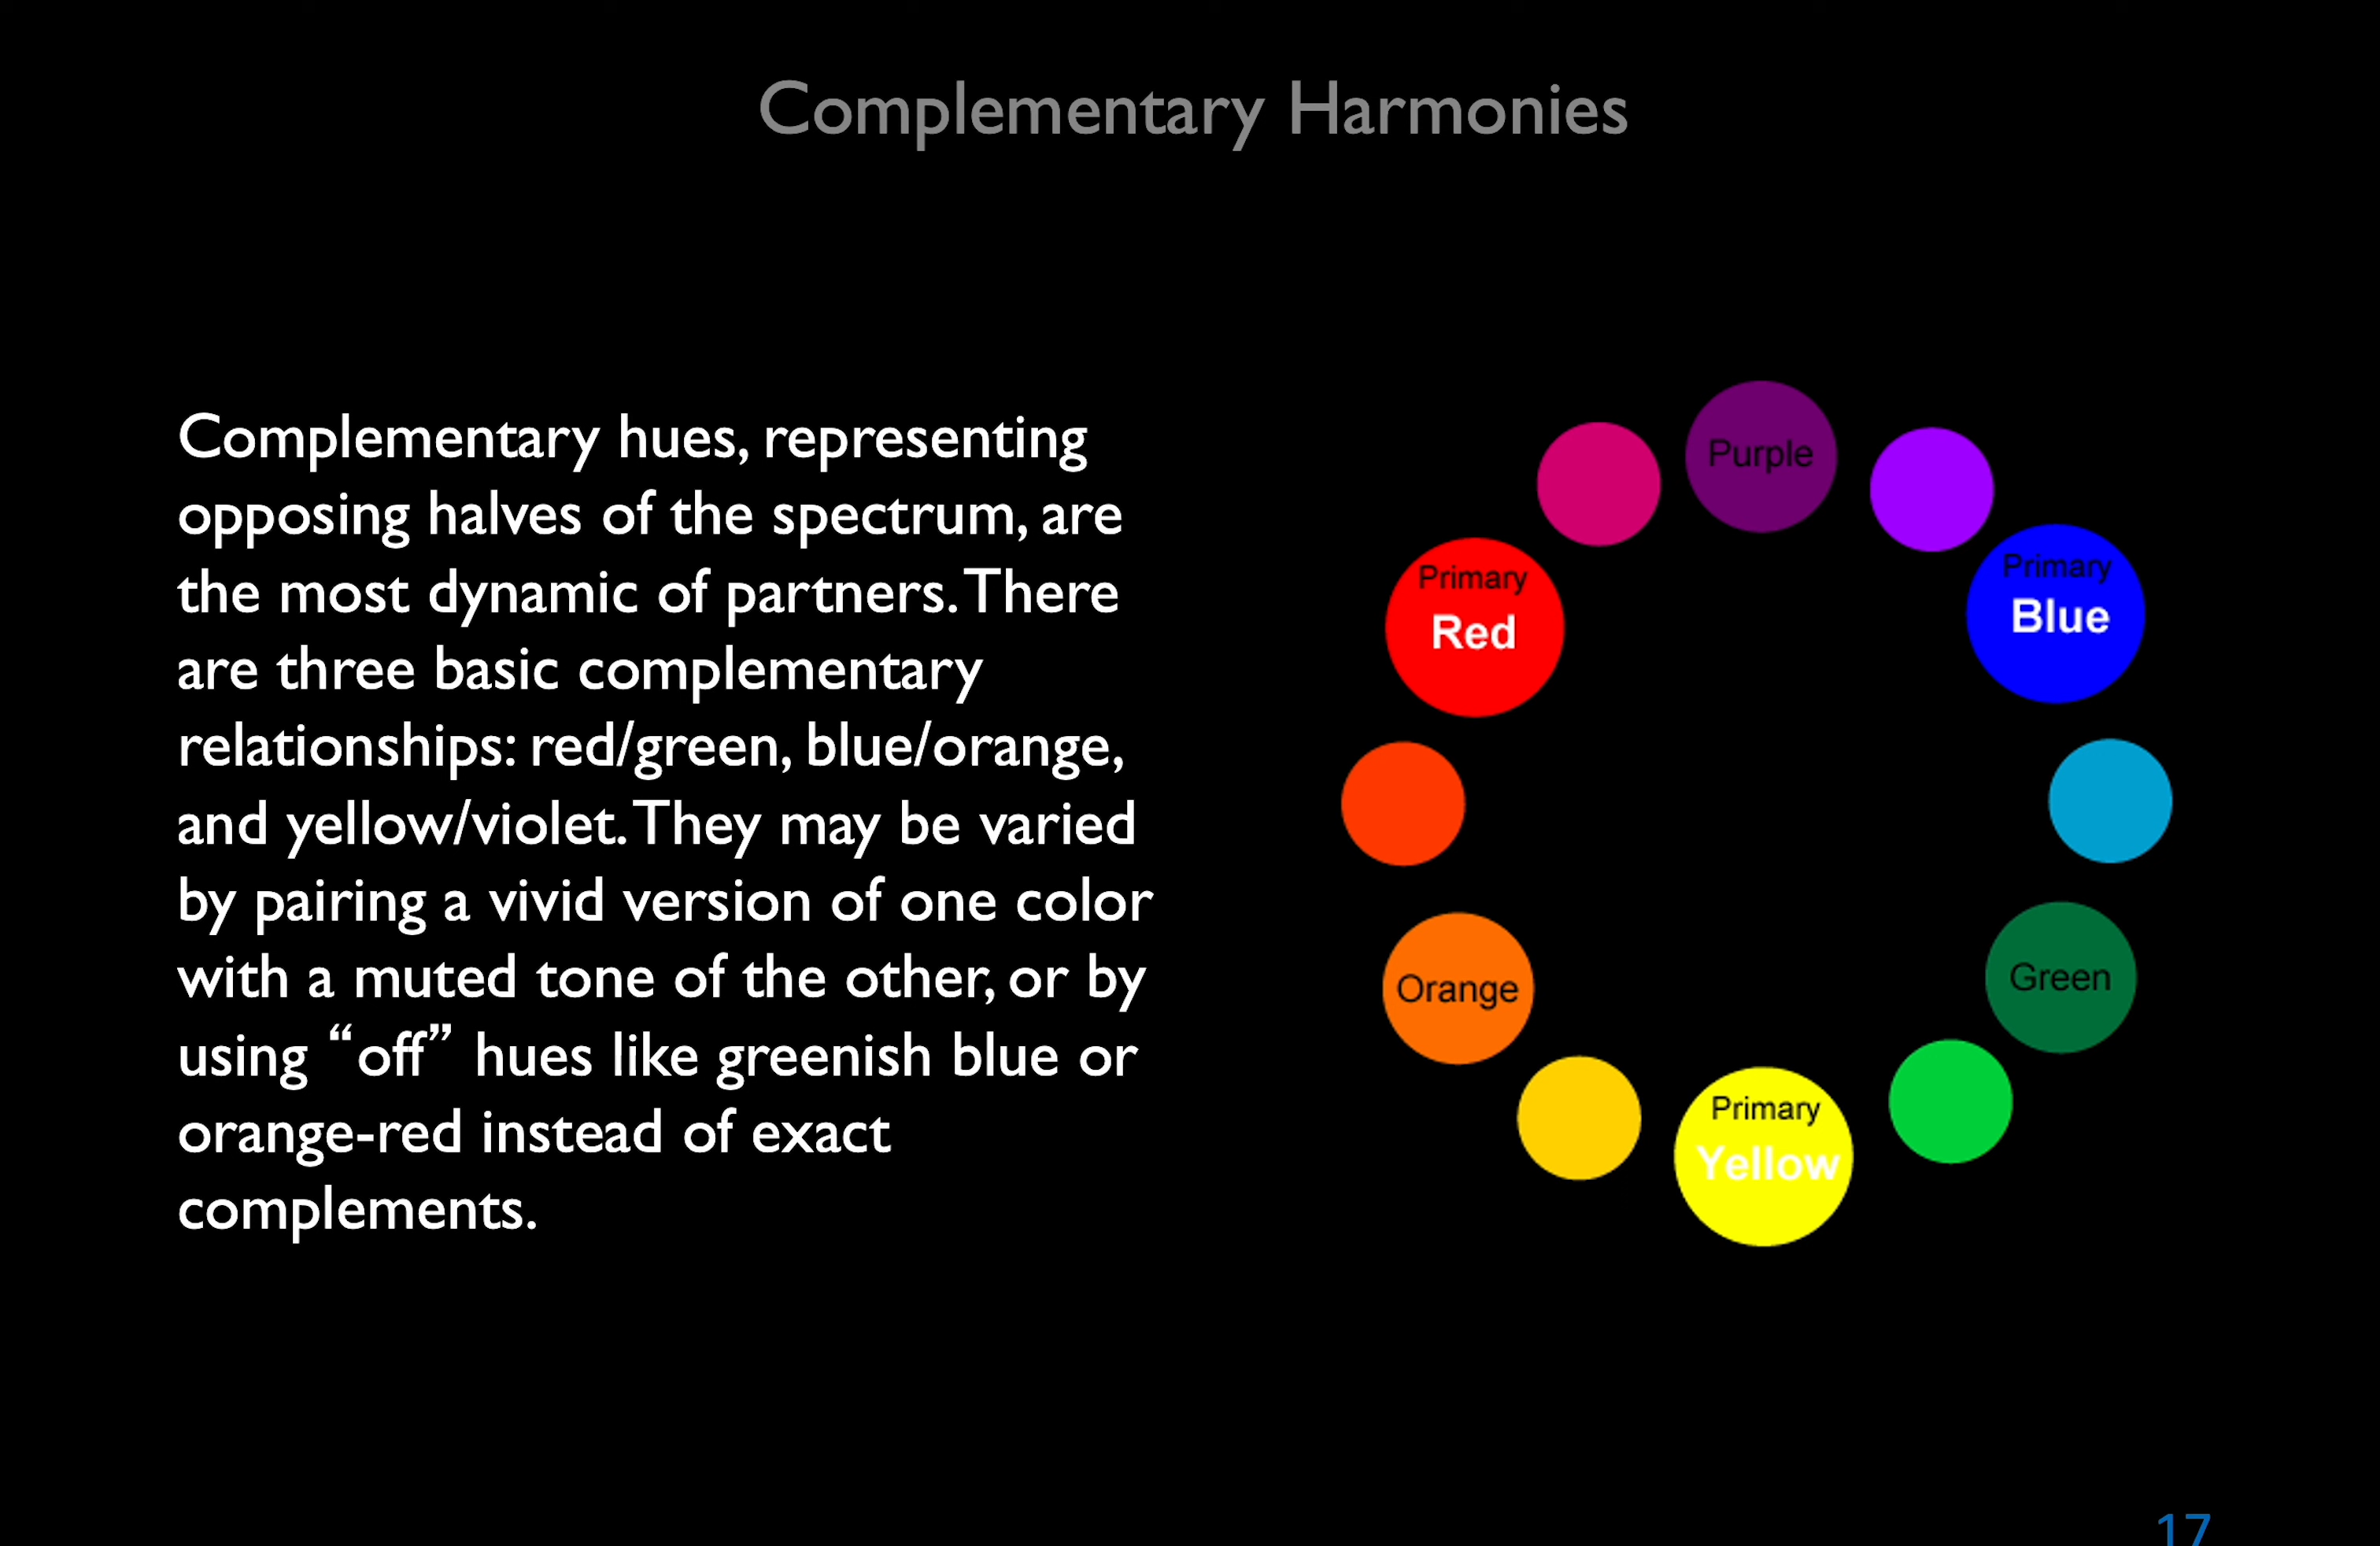 Complementary Harmonies
Complementary hues, representing
opposing halves of the spectrum, are
the most dynamic of partners. There
are three basic complementary
relationships: red/green, blue/orange,
and yellow/violet. They may be varied
by pairing a vivid version of one color
with a muted tone of the other, or by
using “off” hues like greenish blue or
orange-red instead of exact
complements.
Purple
Primary
Red
Primary
Blue
Orange
Green
Primary
Yellow
17